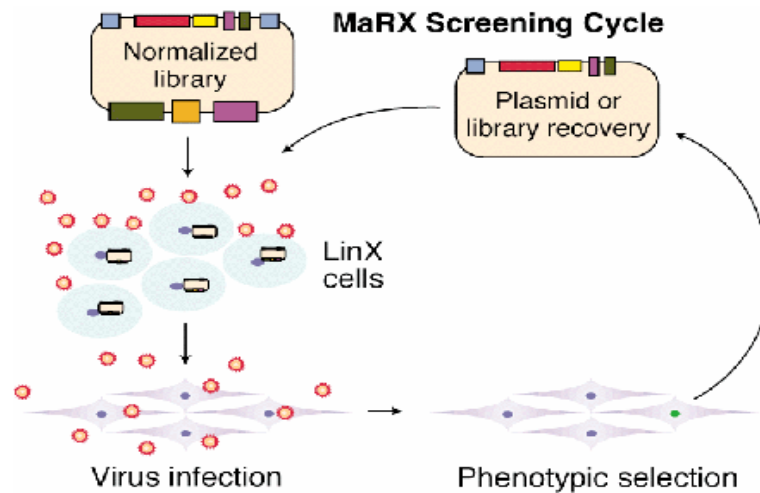 MaRX Screening Cycle
Normalized
library
Plasmid or
library recovery
LinX
cells
Virus infection
Phenotypic selection